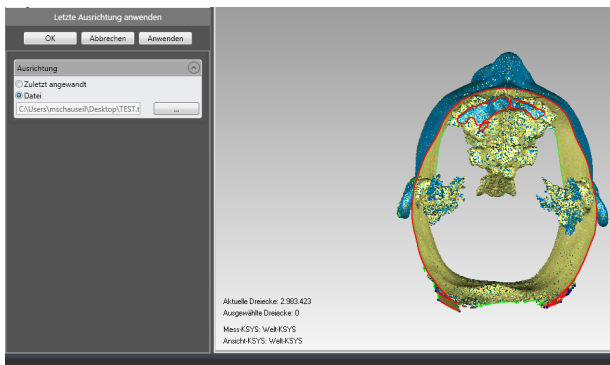 Letzte Ausrichtung anwenden
OK Abbrechen Anwenden
Ausrichtung
Zuletzt angewandt
Datei
C:\Users\mschauseil\Desktop\TEST.t ...
Aktuelle Dreiecke: 2.983.423
Ausgewählte Dreiecke: 0
Mess-KSYS: Welt-KSYS
Ansicht-KSYS: Welt-KSYS